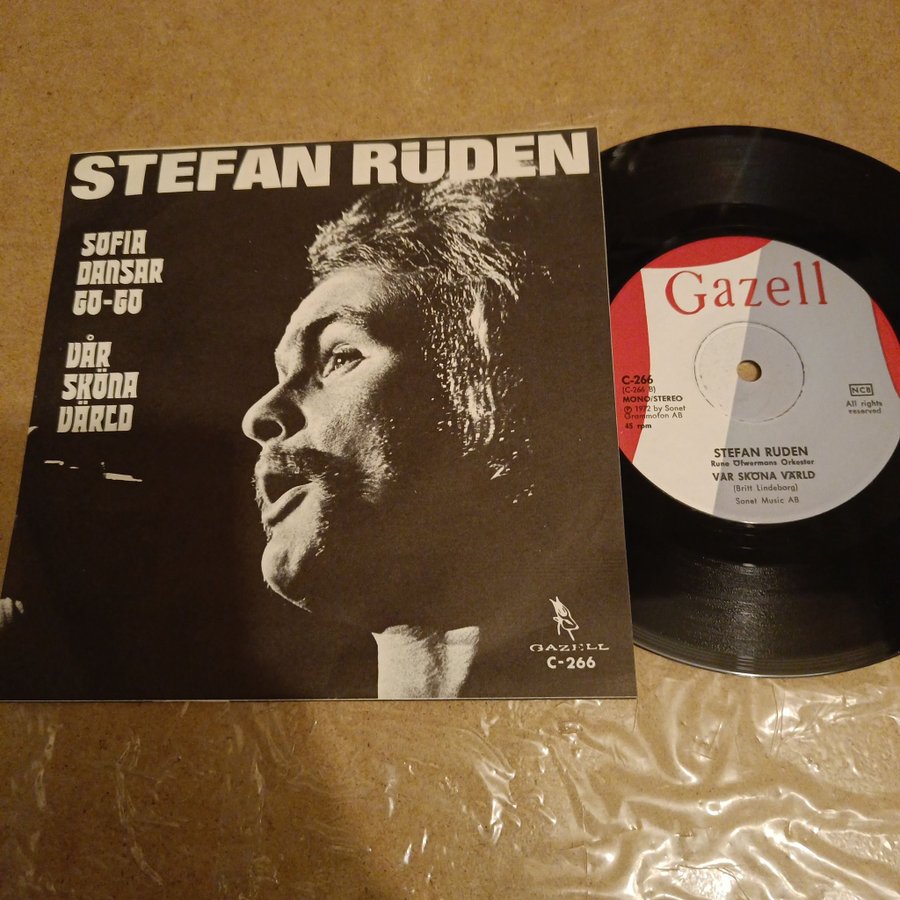 STEFAN RÜDEN
SOFIA
DANSAR
GO-GO
VÅR
SKÖNA
VÄRLD
GAZELL
C-266
Gazell
C-266
(C-266 B)
MONO/STEREO
Ⓟ 1972 by Sonet
Grammofon AB
45 rpm
NCB
All rights
reserved
STEFAN RUDEN
Rune Öfwermans Orkester
VÅR SKÖNA VÄRLD
(Britt Lindeborg)
Sonet Music AB